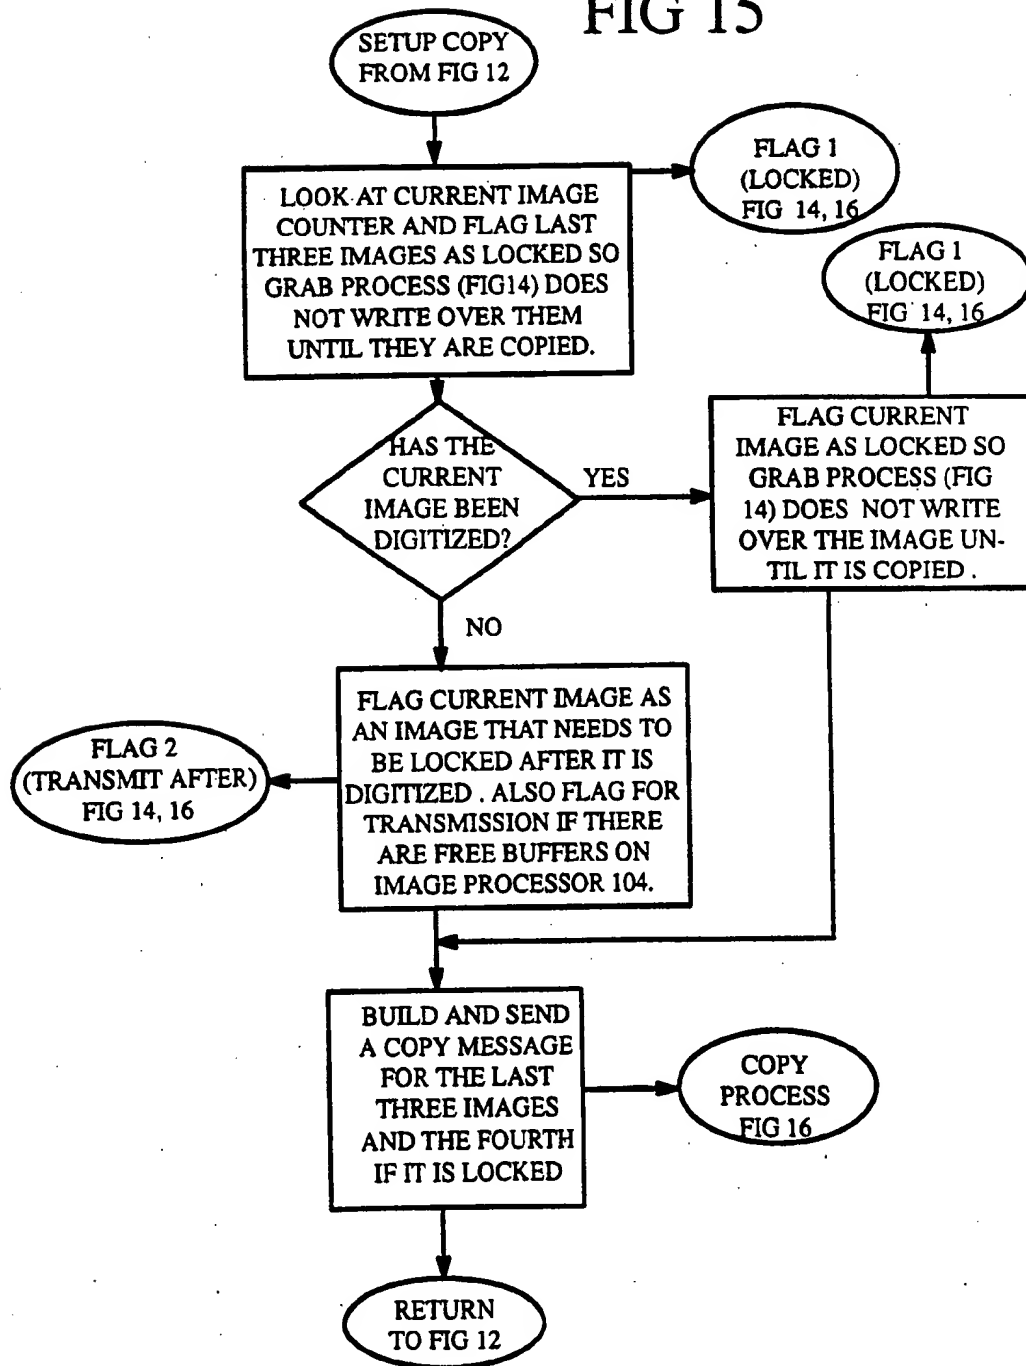 FIG 15
SETUP COPY
FROM FIG 12
FLAG 1
(LOCKED)
FIG 14, 16
LOOK AT CURRENT IMAGE
COUNTER AND FLAG LAST
THREE IMAGES AS LOCKED SO
GRAB PROCESS (FIG14) DOES
NOT WRITE OVER THEM
UNTIL THEY ARE COPIED.
FLAG 1
(LOCKED)
FIG 14, 16
HAS THE
CURRENT
IMAGE BEEN
DIGITIZED?
YES
FLAG CURRENT
IMAGE AS LOCKED SO
GRAB PROCESS (FIG
14) DOES NOT WRITE
OVER THE IMAGE UN-
TIL IT IS COPIED .
NO
FLAG CURRENT IMAGE AS
AN IMAGE THAT NEEDS TO
BE LOCKED AFTER IT IS
DIGITIZED . ALSO FLAG FOR
TRANSMISSION IF THERE
ARE FREE BUFFERS ON
IMAGE PROCESSOR 104.
FLAG 2
(TRANSMIT AFTER)
FIG 14, 16
BUILD AND SEND
A COPY MESSAGE
FOR THE LAST
THREE IMAGES
AND THE FOURTH
IF IT IS LOCKED
COPY
PROCESS
FIG 16
RETURN
TO FIG 12